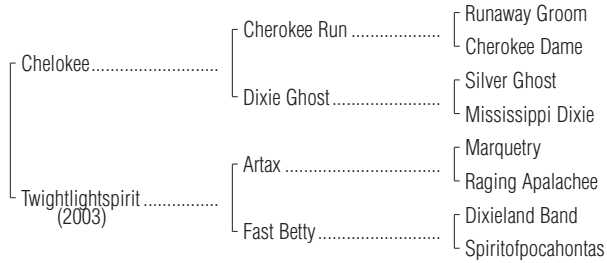 Runaway Groom
Cherokee Run ..................
Cherokee Dame
Chelokee..........................
Silver Ghost
Dixie Ghost......................
Mississippi Dixie
Marquetry
Artax ...............................
Raging Apalachee
Twightlightspirit ...............
(2003)
Dixieland Band
Fast Betty.........................
Spiritofpocahontas